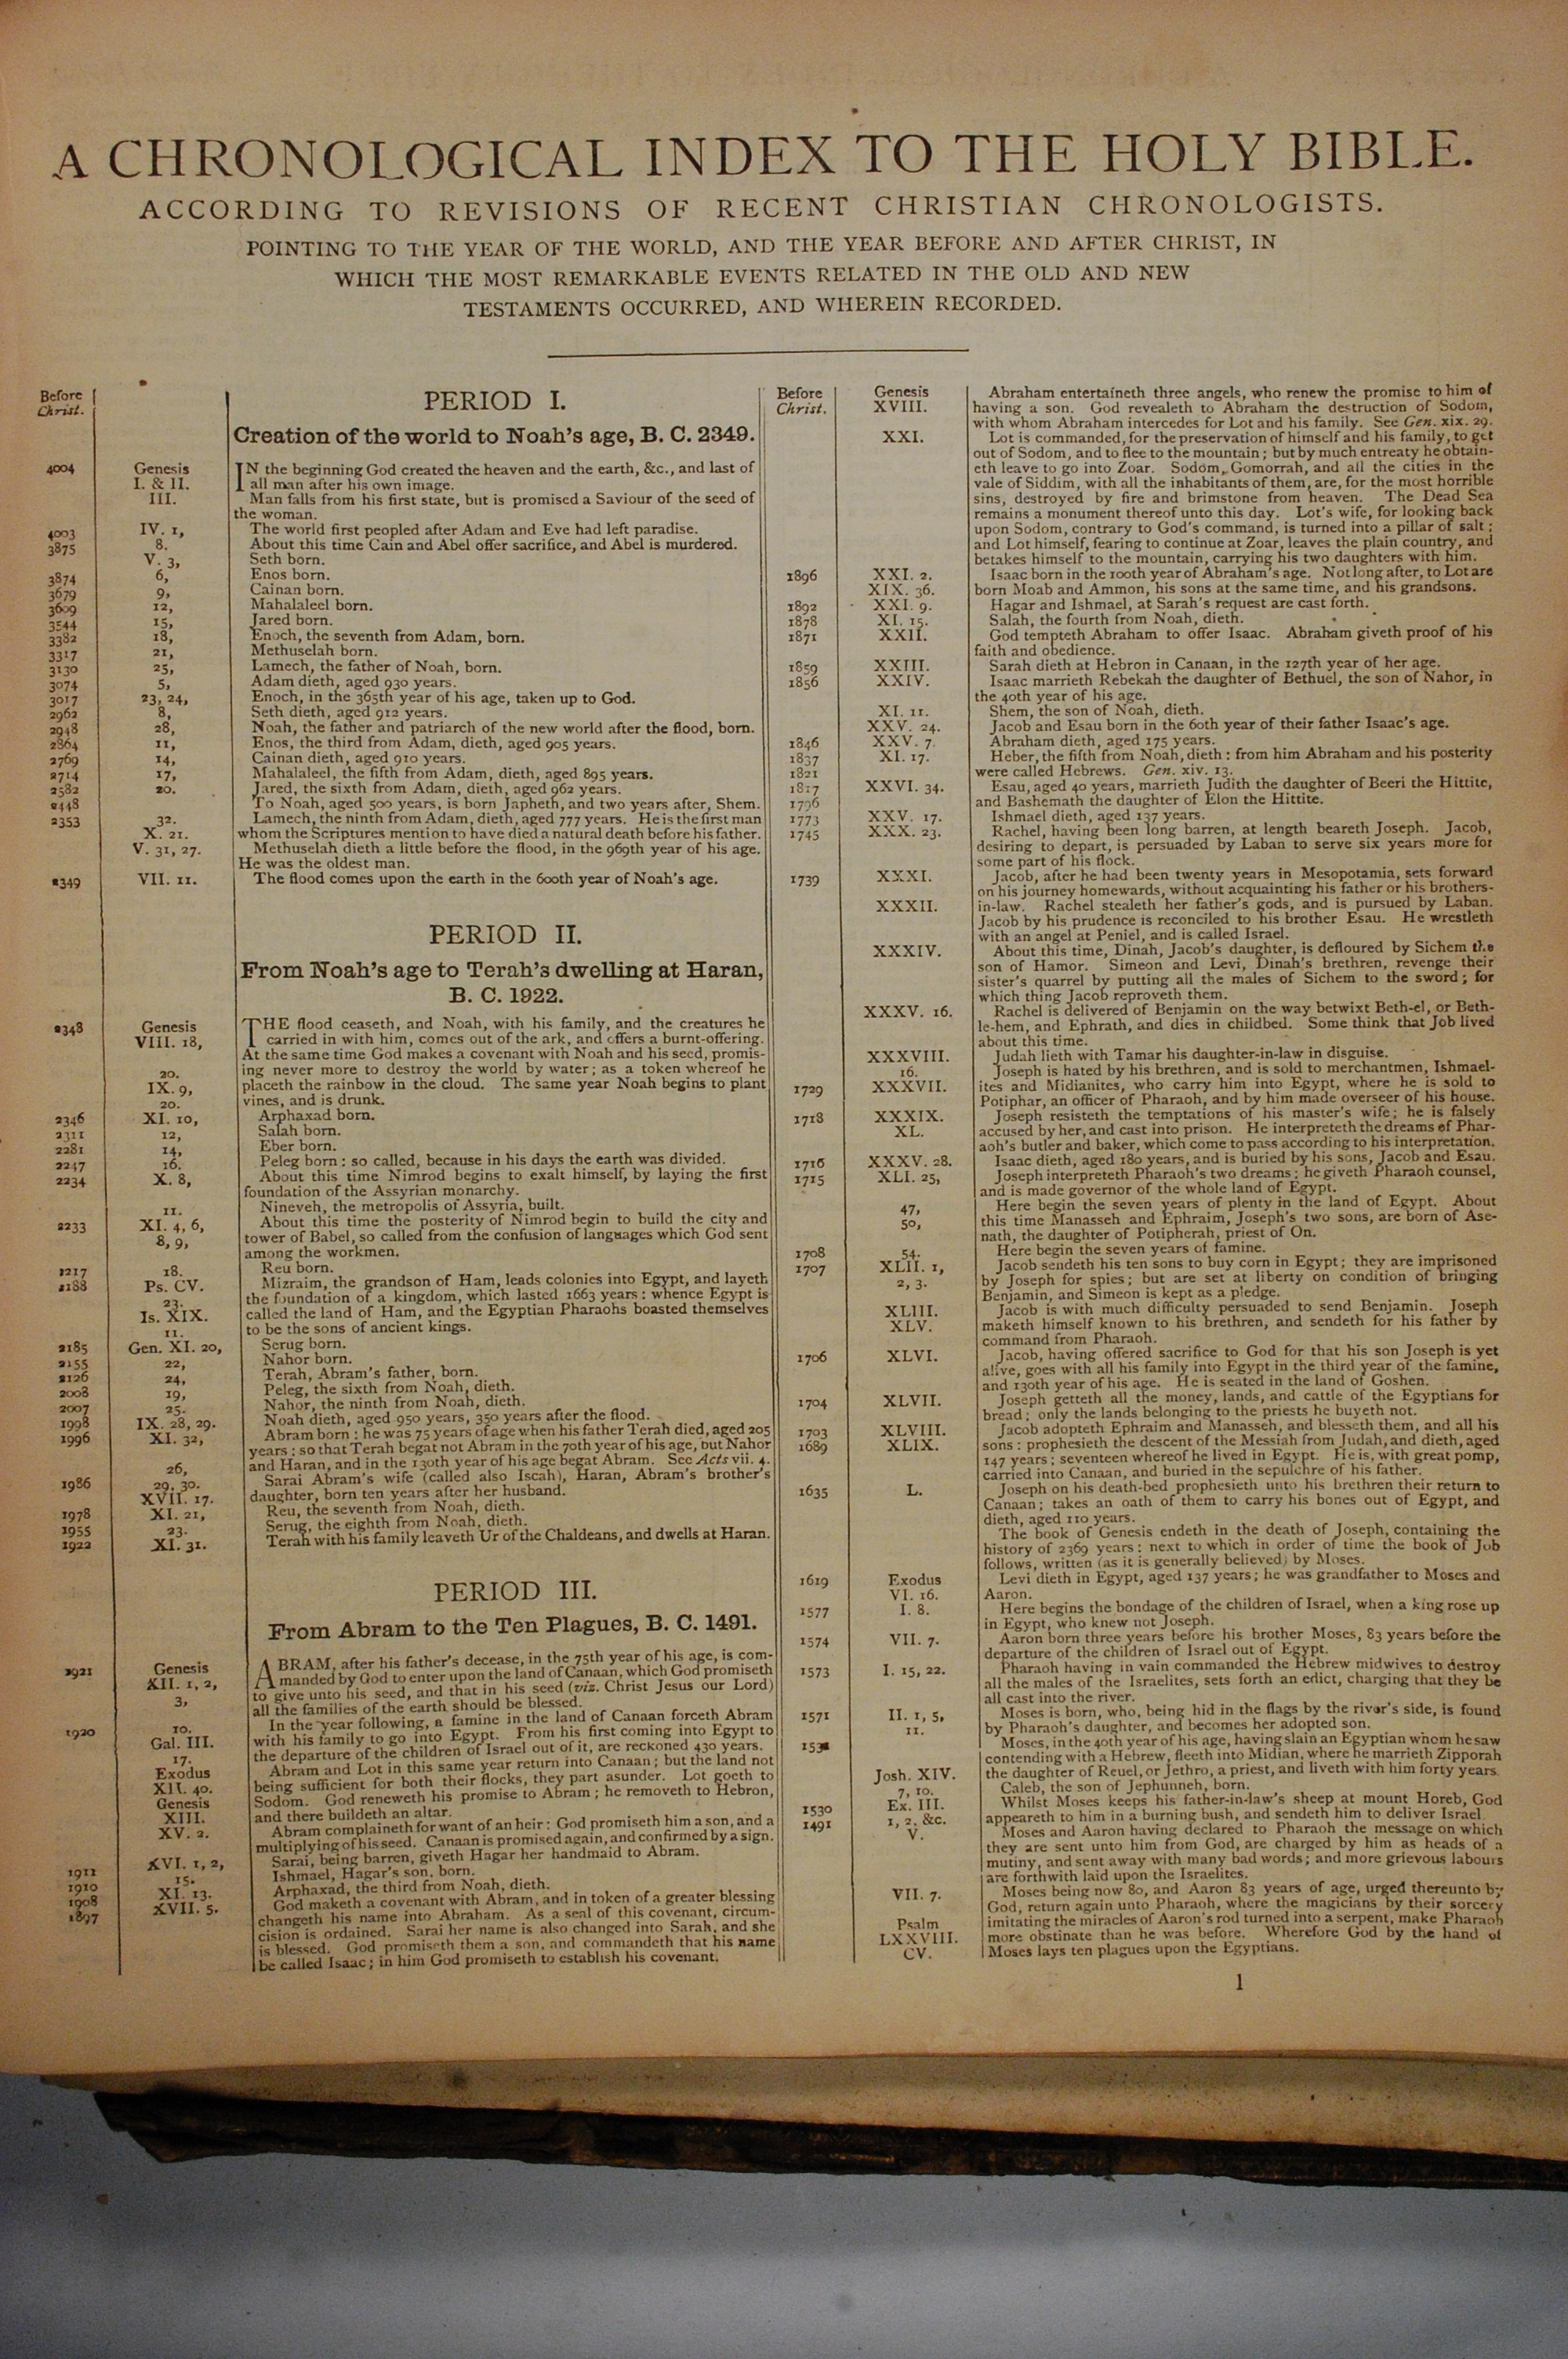 A CHRONOLOGICAL INDEX TO THE HOLY BIBLE.
ACCORDING TO REVISIONS OF RECENT CHRISTIAN CHRONOLOGISTS.
POINTING TO THE YEAR OF THE WORLD, AND THE YEAR BEFORE AND AFTER CHRIST, IN
WHICH THE MOST REMARKABLE EVENTS RELATED IN THE OLD AND NEW
TESTAMENTS OCCURRED, AND WHEREIN RECORDED.
Before
Christ.
PERIOD I.
Creation of the world to Noah's age, B. C. 2349.
4004 Genesis IN the beginning God created the heaven and the earth, &c., and last of
I. & II. all man after his own image.
III. Man falls from his first state, but is promised a Saviour of the seed of
the woman.
4003 IV. 1, The world first peopled after Adam and Eve had left paradise.
3875 8. About this time Cain and Abel offer sacrifice, and Abel is murdered.
V. 3, Seth born.
3874 6, Enos born.
3679 9, Cainan born.
3609 12, Mahalaleel born.
3544 15, Jared born.
3382 18, Enoch, the seventh from Adam, born.
3317 21, Methuselah born.
3130 25, Lamech, the father of Noah, born.
3074 5, Adam dieth, aged 930 years.
3017 23, 24, Enoch, in the 365th year of his age, taken up to God.
2962 8, Seth dieth, aged 912 years.
2948 28, Noah, the father and patriarch of the new world after the flood, born.
2864 11, Enos, the third from Adam, dieth, aged 905 years.
2769 14, Cainan dieth, aged 910 years.
2714 17, Mahalaleel, the fifth from Adam, dieth, aged 895 years.
2582 20. Jared, the sixth from Adam, dieth, aged 962 years.
2448 To Noah, aged 500 years, is born Japheth, and two years after, Shem.
2353 32. Lamech, the ninth from Adam, dieth, aged 777 years. He is the first man
X. 21. whom the Scriptures mention to have died a natural death before his father.
V. 31, 27. Methuselah dieth a little before the flood, in the 969th year of his age.
He was the oldest man.
2349 VII. 11. The flood comes upon the earth in the 600th year of Noah's age.
PERIOD II.
From Noah's age to Terah's dwelling at Haran,
B. C. 1922.
2348 Genesis THE flood ceaseth, and Noah, with his family, and the creatures he
VIII. 18, carried in with him, comes out of the ark, and offers a burnt-offering.
At the same time God makes a covenant with Noah and his seed, promis-
20. ing never more to destroy the world by water; as a token whereof he
IX. 9, placeth the rainbow in the cloud. The same year Noah begins to plant
20. vines, and is drunk.
2346 XI. 10, Arphaxad born.
2311 12, Salah born.
2281 14, Eber born.
2247 16. Peleg born: so called, because in his days the earth was divided.
2234 X. 8, About this time Nimrod begins to exalt himself, by laying the first
foundation of the Assyrian monarchy.
11. Nineveh, the metropolis of Assyria, built.
2233 XI. 4, 6, About this time the posterity of Nimrod begin to build the city and
8, 9, tower of Babel, so called from the confusion of languages which God sent
among the workmen.
2217 18. Reu born.
2188 Ps. CV. Mizraim, the grandson of Ham, leads colonies into Egypt, and layeth
23. the foundation of a kingdom, which lasted 1663 years: whence Egypt is
Is. XIX. called the land of Ham, and the Egyptian Pharaohs boasted themselves
11. to be the sons of ancient kings.
2185 Gen. XI. 20, Serug born.
2155 22, Nahor born.
2126 24, Terah, Abram's father, born.
2008 19, Peleg, the sixth from Noah, dieth.
2007 25. Nahor, the ninth from Noah, dieth.
1998 IX. 28, 29. Noah dieth, aged 950 years, 350 years after the flood.
1996 XI. 32, Abram born: he was 75 years of age when his father Terah died, aged 205
years: so that Terah begat not Abram in the 70th year of his age, but Nahor
26, and Haran, and in the 130th year of his age begat Abram. See Acts vii. 4.
1986 29, 30. Sarai Abram's wife (called also Iscah), Haran, Abram's brother's
XVII. 17. daughter, born ten years after her husband.
1978 XI. 21, Reu, the seventh from Noah, dieth.
1955 23. Serug, the eighth from Noah, dieth.
1922 XI. 31. Terah with his family leaveth Ur of the Chaldeans, and dwells at Haran.
PERIOD III.
From Abram to the Ten Plagues, B. C. 1491.
1921 Genesis ABRAM, after his father's decease, in the 75th year of his age, is com-
XII. 1, 2, manded by God to enter upon the land of Canaan, which God promiseth
3, to give unto his seed, and that in his seed (viz. Christ Jesus our Lord)
all the families of the earth should be blessed.
1920 10. In the year following, a famine in the land of Canaan forceth Abram
Gal. III. with his family to go into Egypt. From his first coming into Egypt to
17. the departure of the children of Israel out of it, are reckoned 430 years.
Exodus Abram and Lot in this same year return into Canaan; but the land not
XII. 40. being sufficient for both their flocks, they part asunder. Lot goeth to
Genesis Sodom. God reneweth his promise to Abram; he removeth to Hebron,
XIII. and there buildeth an altar.
XV. 2. Abram complaineth for want of an heir: God promiseth him a son, and a
multiplying of his seed. Canaan is promised again, and confirmed by a sign.
1911 XVI. 1, 2, Sarai, being barren, giveth Hagar her handmaid to Abram.
1910 15. Ishmael, Hagar's son, born.
1908 XI. 13. Arphaxad, the third from Noah, dieth.
1897 XVII. 5. God maketh a covenant with Abram, and in token of a greater blessing
changeth his name into Abraham. As a seal of this covenant, circum-
cision is ordained. Sarai her name is also changed into Sarah, and she
is blessed. God promiseth them a son, and commandeth that his name
be called Isaac; in him God promiseth to establish his covenant.
Before
Christ.
Genesis Abraham entertaineth three angels, who renew the promise to him of
XVIII. having a son. God revealeth to Abraham the destruction of Sodom,
with whom Abraham intercedes for Lot and his family. See Gen. xix. 29.
XXI. Lot is commanded, for the preservation of himself and his family, to get
out of Sodom, and to flee to the mountain; but by much entreaty he obtain-
eth leave to go into Zoar. Sodom, Gomorrah, and all the cities in the
vale of Siddim, with all the inhabitants of them, are, for the most horrible
sins, destroyed by fire and brimstone from heaven. The Dead Sea
remains a monument thereof unto this day. Lot's wife, for looking back
upon Sodom, contrary to God's command, is turned into a pillar of salt;
and Lot himself, fearing to continue at Zoar, leaves the plain country, and
betakes himself to the mountain, carrying his two daughters with him.
1896 XXI. 2. Isaac born in the 100th year of Abraham's age. Not long after, to Lot are
XIX. 36. born Moab and Ammon, his sons at the same time, and his grandsons.
1892 XXI. 9. Hagar and Ishmael, at Sarah's request are cast forth.
1878 XI. 15. Salah, the fourth from Noah, dieth.
1871 XXII. God tempteth Abraham to offer Isaac. Abraham giveth proof of his
faith and obedience.
1859 XXIII. Sarah dieth at Hebron in Canaan, in the 127th year of her age.
1856 XXIV. Isaac marrieth Rebekah the daughter of Bethuel, the son of Nahor, in
the 40th year of his age.
XI. 11. Shem, the son of Noah, dieth.
XXV. 24. Jacob and Esau born in the 60th year of their father Isaac's age.
1846 XXV. 7. Abraham dieth, aged 175 years.
1837 XI. 17. Heber, the fifth from Noah, dieth: from him Abraham and his posterity
1821 were called Hebrews. Gen. xiv. 13.
1817 XXVI. 34. Esau, aged 40 years, marrieth Judith the daughter of Beeri the Hittite,
1796 and Bashemath the daughter of Elon the Hittite.
1773 XXV. 17. Ishmael dieth, aged 137 years.
1745 XXX. 23. Rachel, having been long barren, at length beareth Joseph. Jacob,
desiring to depart, is persuaded by Laban to serve six years more for
some part of his flock.
1739 XXXI. Jacob, after he had been twenty years in Mesopotamia, sets forward
on his journey homewards, without acquainting his father or his brothers-
XXXII. in-law. Rachel stealeth her father's gods, and is pursued by Laban.
Jacob by his prudence is reconciled to his brother Esau. He wrestleth
with an angel at Peniel, and is called Israel.
XXXIV. About this time, Dinah, Jacob's daughter, is defloured by Sichem the
son of Hamor. Simeon and Levi, Dinah's brethren, revenge their
sister's quarrel by putting all the males of Sichem to the sword; for
which thing Jacob reproveth them.
XXXV. 16. Rachel is delivered of Benjamin on the way betwixt Beth-el, or Beth-
le-hem, and Ephrath, and dies in childbed. Some think that Job lived
about this time.
XXXVIII. Judah lieth with Tamar his daughter-in-law in disguise.
16. Joseph is hated by his brethren, and is sold to merchantmen, Ishmael-
1729 XXXVII. ites and Midianites, who carry him into Egypt, where he is sold to
Potiphar, an officer of Pharaoh, and by him made overseer of his house.
1718 XXXIX. Joseph resisteth the temptations of his master's wife; he is falsely
XL. accused by her, and cast into prison. He interpreteth the dreams of Phar-
aoh's butler and baker, which come to pass according to his interpretation.
1716 XXXV. 28. Isaac dieth, aged 180 years, and is buried by his sons, Jacob and Esau.
1715 XLI. 25, Joseph interpreteth Pharaoh's two dreams; he giveth Pharaoh counsel,
and is made governor of the whole land of Egypt.
47, Here begin the seven years of plenty in the land of Egypt. About
50, this time Manasseh and Ephraim, Joseph's two sons, are born of Ase-
nath, the daughter of Potipherah, priest of On.
1708 54. Here begin the seven years of famine.
1707 XLII. 1, Jacob sendeth his ten sons to buy corn in Egypt; they are imprisoned
2, 3. by Joseph for spies; but are set at liberty on condition of bringing
Benjamin, and Simeon is kept as a pledge.
XLIII. Jacob is with much difficulty persuaded to send Benjamin. Joseph
XLV. maketh himself known to his brethren, and sendeth for his father by
command from Pharaoh.
1706 XLVI. Jacob, having offered sacrifice to God for that his son Joseph is yet
alive, goes with all his family into Egypt in the third year of the famine,
and 130th year of his age. He is seated in the land of Goshen.
1704 XLVII. Joseph getteth all the money, lands, and cattle of the Egyptians for
bread; only the lands belonging to the priests he buyeth not.
1703 XLVIII. Jacob adopteth Ephraim and Manasseh, and blesseth them, and all his
1689 XLIX. sons: prophesieth the descent of the Messiah from Judah, and dieth, aged
147 years; seventeen whereof he lived in Egypt. He is, with great pomp,
carried into Canaan, and buried in the sepulchre of his father.
1635 L. Joseph on his death-bed prophesieth unto his brethren their return to
Canaan; takes an oath of them to carry his bones out of Egypt, and
dieth, aged 110 years.
The book of Genesis endeth in the death of Joseph, containing the
history of 2369 years: next to which in order of time the book of Job
follows, written (as it is generally believed) by Moses.
1619 Exodus Levi dieth in Egypt, aged 137 years; he was grandfather to Moses and
VI. 16. Aaron.
1577 I. 8. Here begins the bondage of the children of Israel, when a king rose up
in Egypt, who knew not Joseph.
1574 VII. 7. Aaron born three years before his brother Moses, 83 years before the
departure of the children of Israel out of Egypt.
1573 I. 15, 22. Pharaoh having in vain commanded the Hebrew midwives to destroy
all the males of the Israelites, sets forth an edict, charging that they be
all cast into the river.
1571 II. 1, 5, Moses is born, who, being hid in the flags by the river's side, is found
11. by Pharaoh's daughter, and becomes her adopted son.
Moses, in the 40th year of his age, having slain an Egyptian whom he saw
contending with a Hebrew, fleeth into Midian, where he marrieth Zipporah
Josh. XIV. the daughter of Reuel, or Jethro, a priest, and liveth with him forty years.
7, 10. Caleb, the son of Jephunneh, born.
1530 Ex. III. Whilst Moses keeps his father-in-law's sheep at mount Horeb, God
1491 1, 2, &c. appeareth to him in a burning bush, and sendeth him to deliver Israel.
V. Moses and Aaron having declared to Pharaoh the message on which
they are sent unto him from God, are charged by him as heads of a
mutiny, and sent away with many bad words; and more grievous labours
are forthwith laid upon the Israelites.
VII. 7. Moses being now 80, and Aaron 83 years of age, urged thereunto by
God, return again unto Pharaoh, where the magicians by their sorcery
Psalm imitating the miracles of Aaron's rod turned into a serpent, make Pharaoh
LXXVIII. more obstinate than he was before. Wherefore God by the hand of
CV. Moses lays ten plagues upon the Egyptians.
1